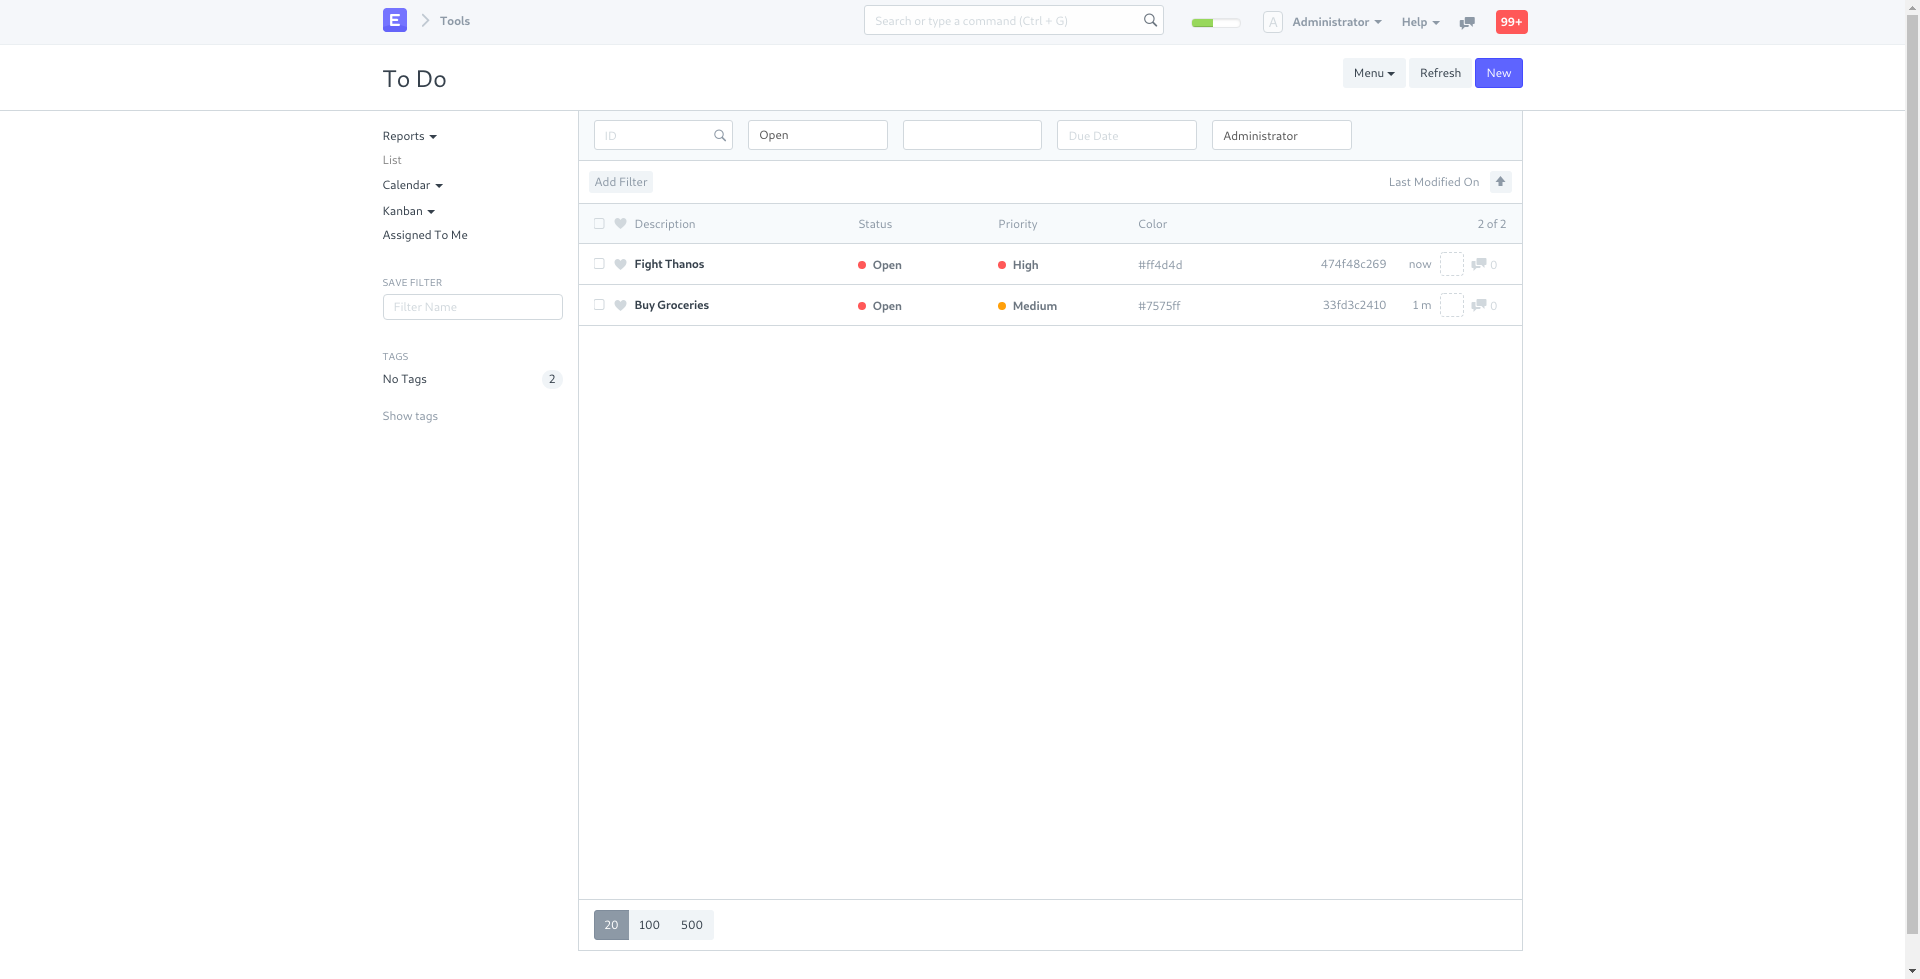 E Tools Search or type a command (Ctrl + G) A Administrator Help 99+
To Do Menu Refresh New
Reports
List
Calendar
Kanban
Assigned To Me
SAVE FILTER
Filter Name
TAGS
No Tags 2
Show tags
ID Open Due Date Administrator
Add Filter Last Modified On
Description Status Priority Color 2 of 2
Fight Thanos Open High #ff4d4d 474f48c269 now 0
Buy Groceries Open Medium #7575ff 33fd3c2410 1 m 0
20 100 500